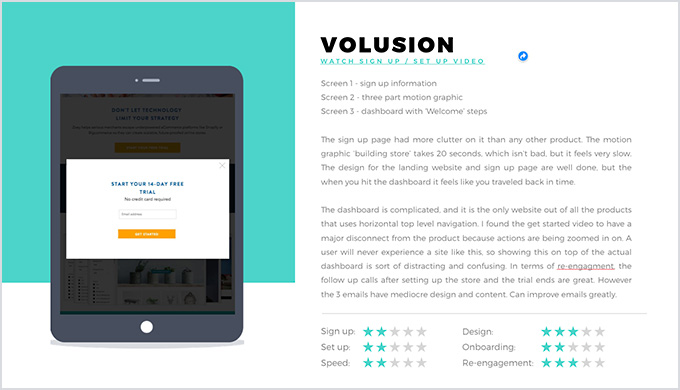 VOLUSION
WATCH SIGN UP / SET UP VIDEO
Screen 1 - sign up information
Screen 2 - three part motion graphic
Screen 3 - dashboard with 'Welcome' steps
The sign up page had more clutter on it than any other product. The motion
graphic 'building store' takes 20 seconds, which isn't bad, but it feels very slow.
The design for the landing website and sign up page are well done, but the
when you hit the dashboard it feels like you traveled back in time.
The dashboard is complicated, and it is the only website out of all the products
that uses horizontal top level navigation. I found the get started video to have a
major disconnect from the product because actions are being zoomed in on. A
user will never experience a site like this, so showing this on top of the actual
dashboard is sort of distracting and confusing. In terms of re-engagment, the
follow up calls after setting up the store and the trial ends are great. However
the 3 emails have mediocre design and content. Can improve emails greatly.
Sign up:
Design:
Set up:
Onboarding:
Speed:
Re-engagement:
DON'T LET TECHNOLOGY
LIMIT YOUR STRATEGY
START YOUR 14-DAY FREE
TRIAL
No credit card required
Email address
GET STARTED